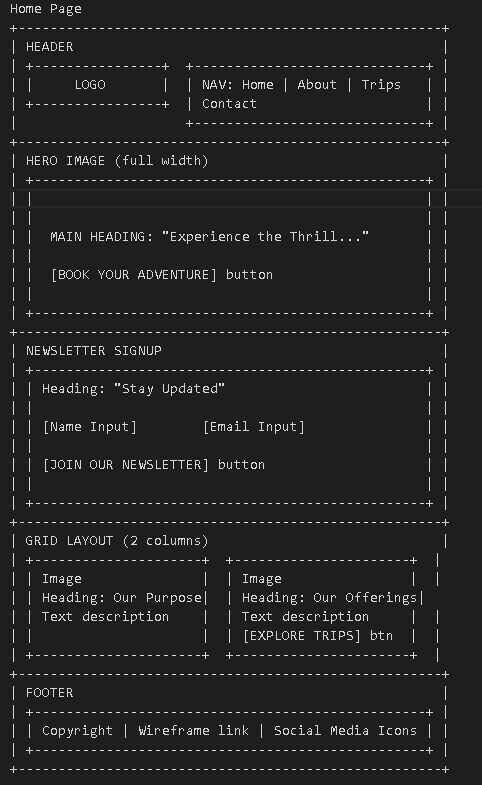 Home Page
HEADER
LOGO
NAV: Home | About | Trips
Contact
HERO IMAGE (full width)
MAIN HEADING: "Experience the Thrill..."
[BOOK YOUR ADVENTURE] button
NEWSLETTER SIGNUP
Heading: "Stay Updated"
[Name Input] [Email Input]
[JOIN OUR NEWSLETTER] button
GRID LAYOUT (2 columns)
Image | Image
Heading: Our Purpose| | Heading: Our Offerings|
Text description | Text description
[EXPLORE TRIPS] btn
FOOTER
Copyright | Wireframe link | Social Media Icons